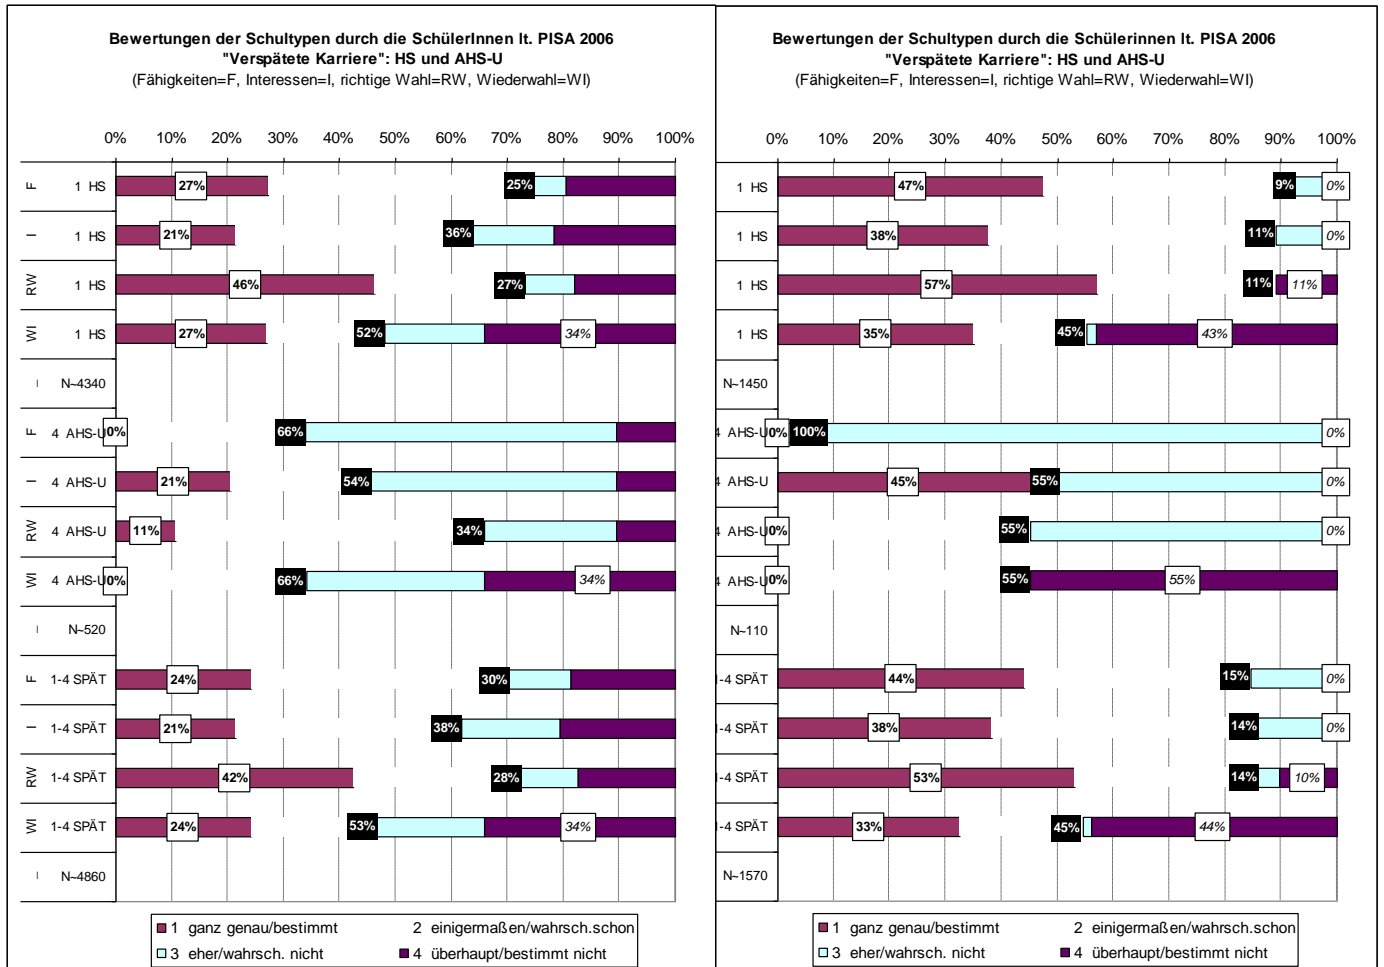 Bewertungen der Schultypen durch die SchülerInnen lt. PISA 2006
"Verspätete Karriere": HS und AHS-U
(Fähigkeiten=F, Interessen=I, richtige Wahl=RW, Wiederwahl=WI)
0% 10% 20% 30% 40% 50% 60% 70% 80% 90% 100%
F 1 HS 27% 25%
I 1 HS 21% 36%
RW 1 HS 46% 27%
WI 1 HS 27% 52% 34%
_ N~4340
F 4 AHS-U 0% 66%
I 4 AHS-U 21% 54%
RW 4 AHS-U 11% 34%
WI 4 AHS-U 0% 66% 34%
_ N~520
F 1-4 SPÄT 24% 30%
I 1-4 SPÄT 21% 38%
RW 1-4 SPÄT 42% 28%
WI 1-4 SPÄT 24% 53% 34%
_ N~4860
1 ganz genau/bestimmt 2 einigermaßen/wahrsch.schon
3 eher/wahrsch. nicht 4 überhaupt/bestimmt nicht
Bewertungen der Schultypen durch die Schülerinnen lt. PISA 2006
"Verspätete Karriere": HS und AHS-U
(Fähigkeiten=F, Interessen=I, richtige Wahl=RW, Wiederwahl=WI)
0% 10% 20% 30% 40% 50% 60% 70% 80% 90% 100%
1 HS 47% 9% 0%
1 HS 38% 11% 0%
1 HS 57% 11% 11%
1 HS 35% 45% 43%
N~1450
4 AHS-U 0% 100% 0%
4 AHS-U 45% 55% 0%
4 AHS-U 0% 55% 0%
4 AHS-U 0% 55% 55%
N~110
1-4 SPÄT 44% 15% 0%
1-4 SPÄT 38% 14% 0%
1-4 SPÄT 53% 14% 10%
1-4 SPÄT 33% 45% 44%
N~1570
1 ganz genau/bestimmt 2 einigermaßen/wahrsch.schon
3 eher/wahrsch. nicht 4 überhaupt/bestimmt nicht